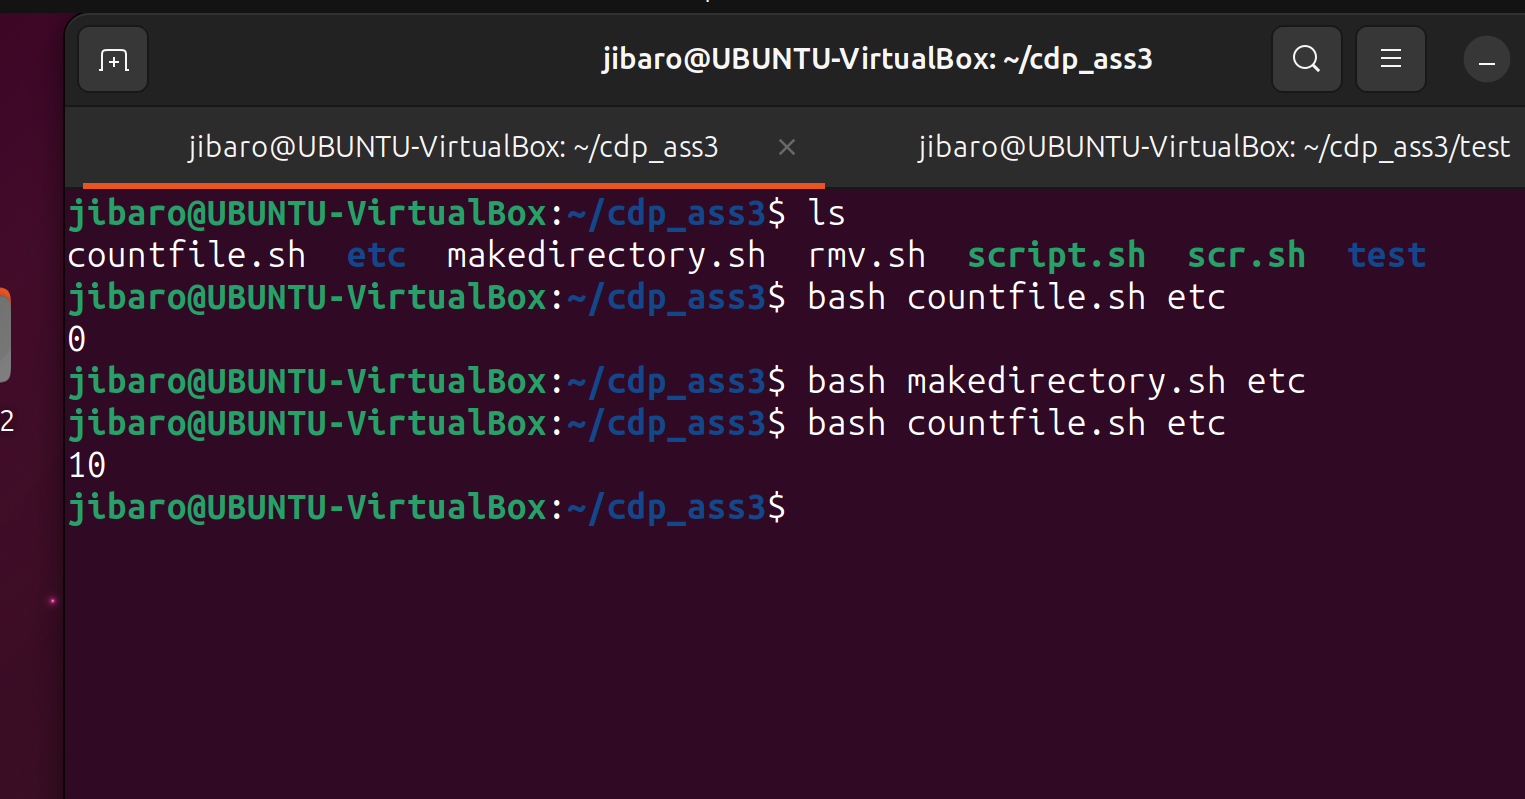 jibaro@UBUNTU-VirtualBox: ~/cdp_ass3
jibaro@UBUNTU-VirtualBox: ~/cdp_ass3 × jibaro@UBUNTU-VirtualBox: ~/cdp_ass3/test
jibaro@UBUNTU-VirtualBox:~/cdp_ass3$ ls
countfile.sh etc makedirectory.sh rmv.sh script.sh scr.sh test
jibaro@UBUNTU-VirtualBox:~/cdp_ass3$ bash countfile.sh etc
0
jibaro@UBUNTU-VirtualBox:~/cdp_ass3$ bash makedirectory.sh etc
jibaro@UBUNTU-VirtualBox:~/cdp_ass3$ bash countfile.sh etc
2
10
jibaro@UBUNTU-VirtualBox:~/cdp_ass3$